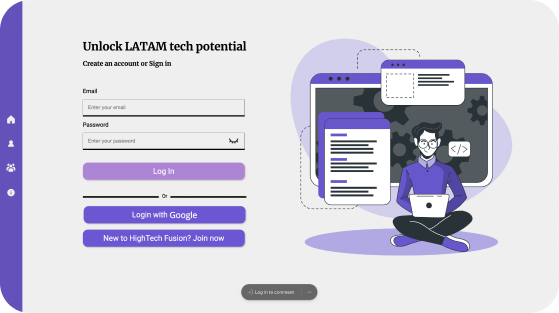 Unlock LATAM tech potential
Create an account or Sign in
Email
Enter your email
Password
Enter your password
Log In
Or
Login with Google
New to HighTech Fusion? Join now
</>
Log in to comment